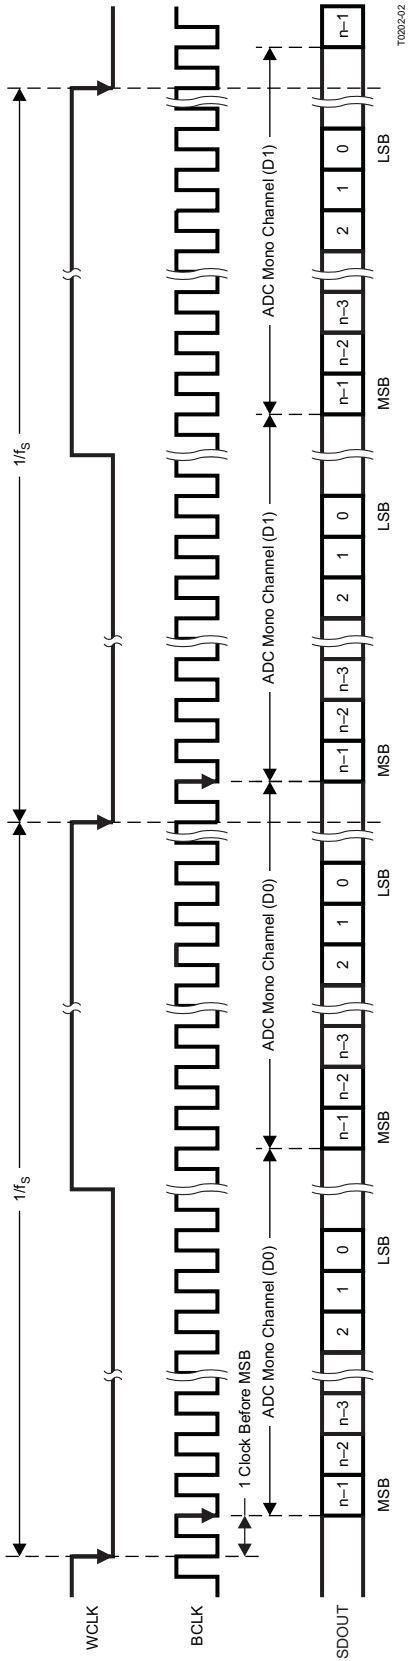 1/fS 1/fS
WCLK
BCLK
1 Clock Before MSB
ADC Mono Channel (D0) ADC Mono Channel (D0) ADC Mono Channel (D1) ADC Mono Channel (D1)
SDOUT n–1 n–2 n–3 2 1 0 n–1 n–2 n–3 2 1 0 n–1 n–2 n–3 2 1 0 n–1 n–2 n–3 2 1 0 n–1
MSB LSB MSB LSB MSB LSB MSB LSB
T0202-02